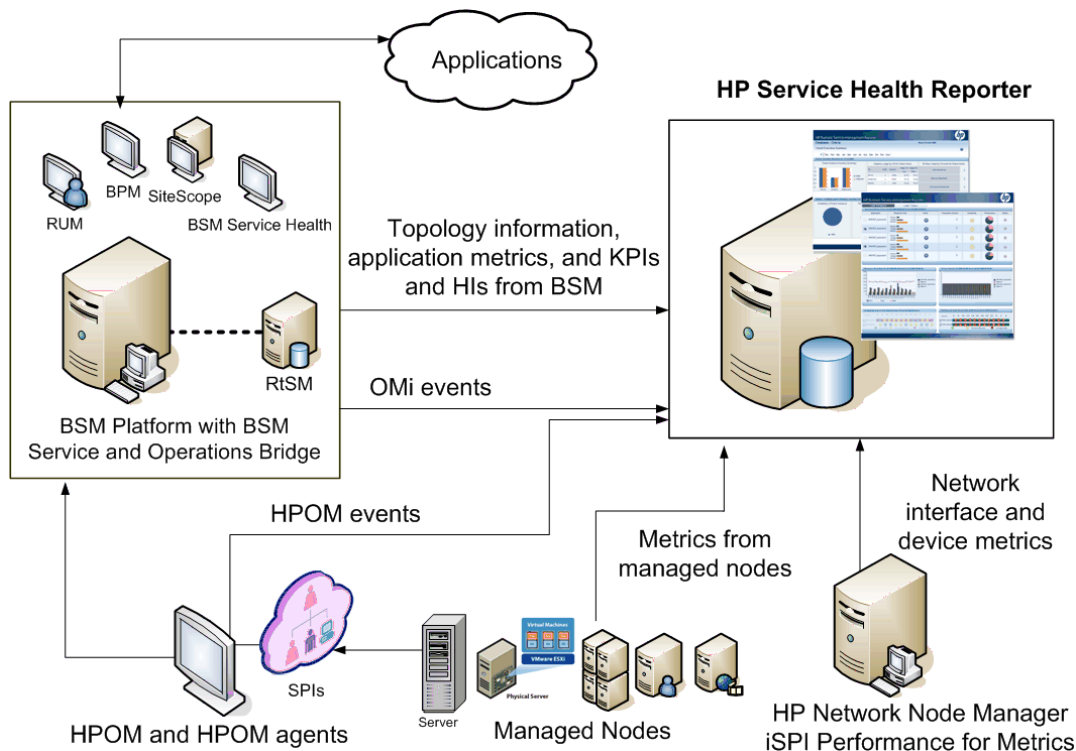 Applications
HP Service Health Reporter
RUM
BPM
SiteScope
BSM Service Health
hp
Topology information,
application metrics, and KPIs
and HIs from BSM
RtSM
OMi events
BSM Platform with BSM
Service and Operations Bridge
HPOM events
Metrics from
managed nodes
Network
interface and
device metrics
SPIs
Virtual Machines
VMware ESXi
Physical Server
Server
HPOM and HPOM agents
Managed Nodes
HP Network Node Manager
iSPI Performance for Metrics